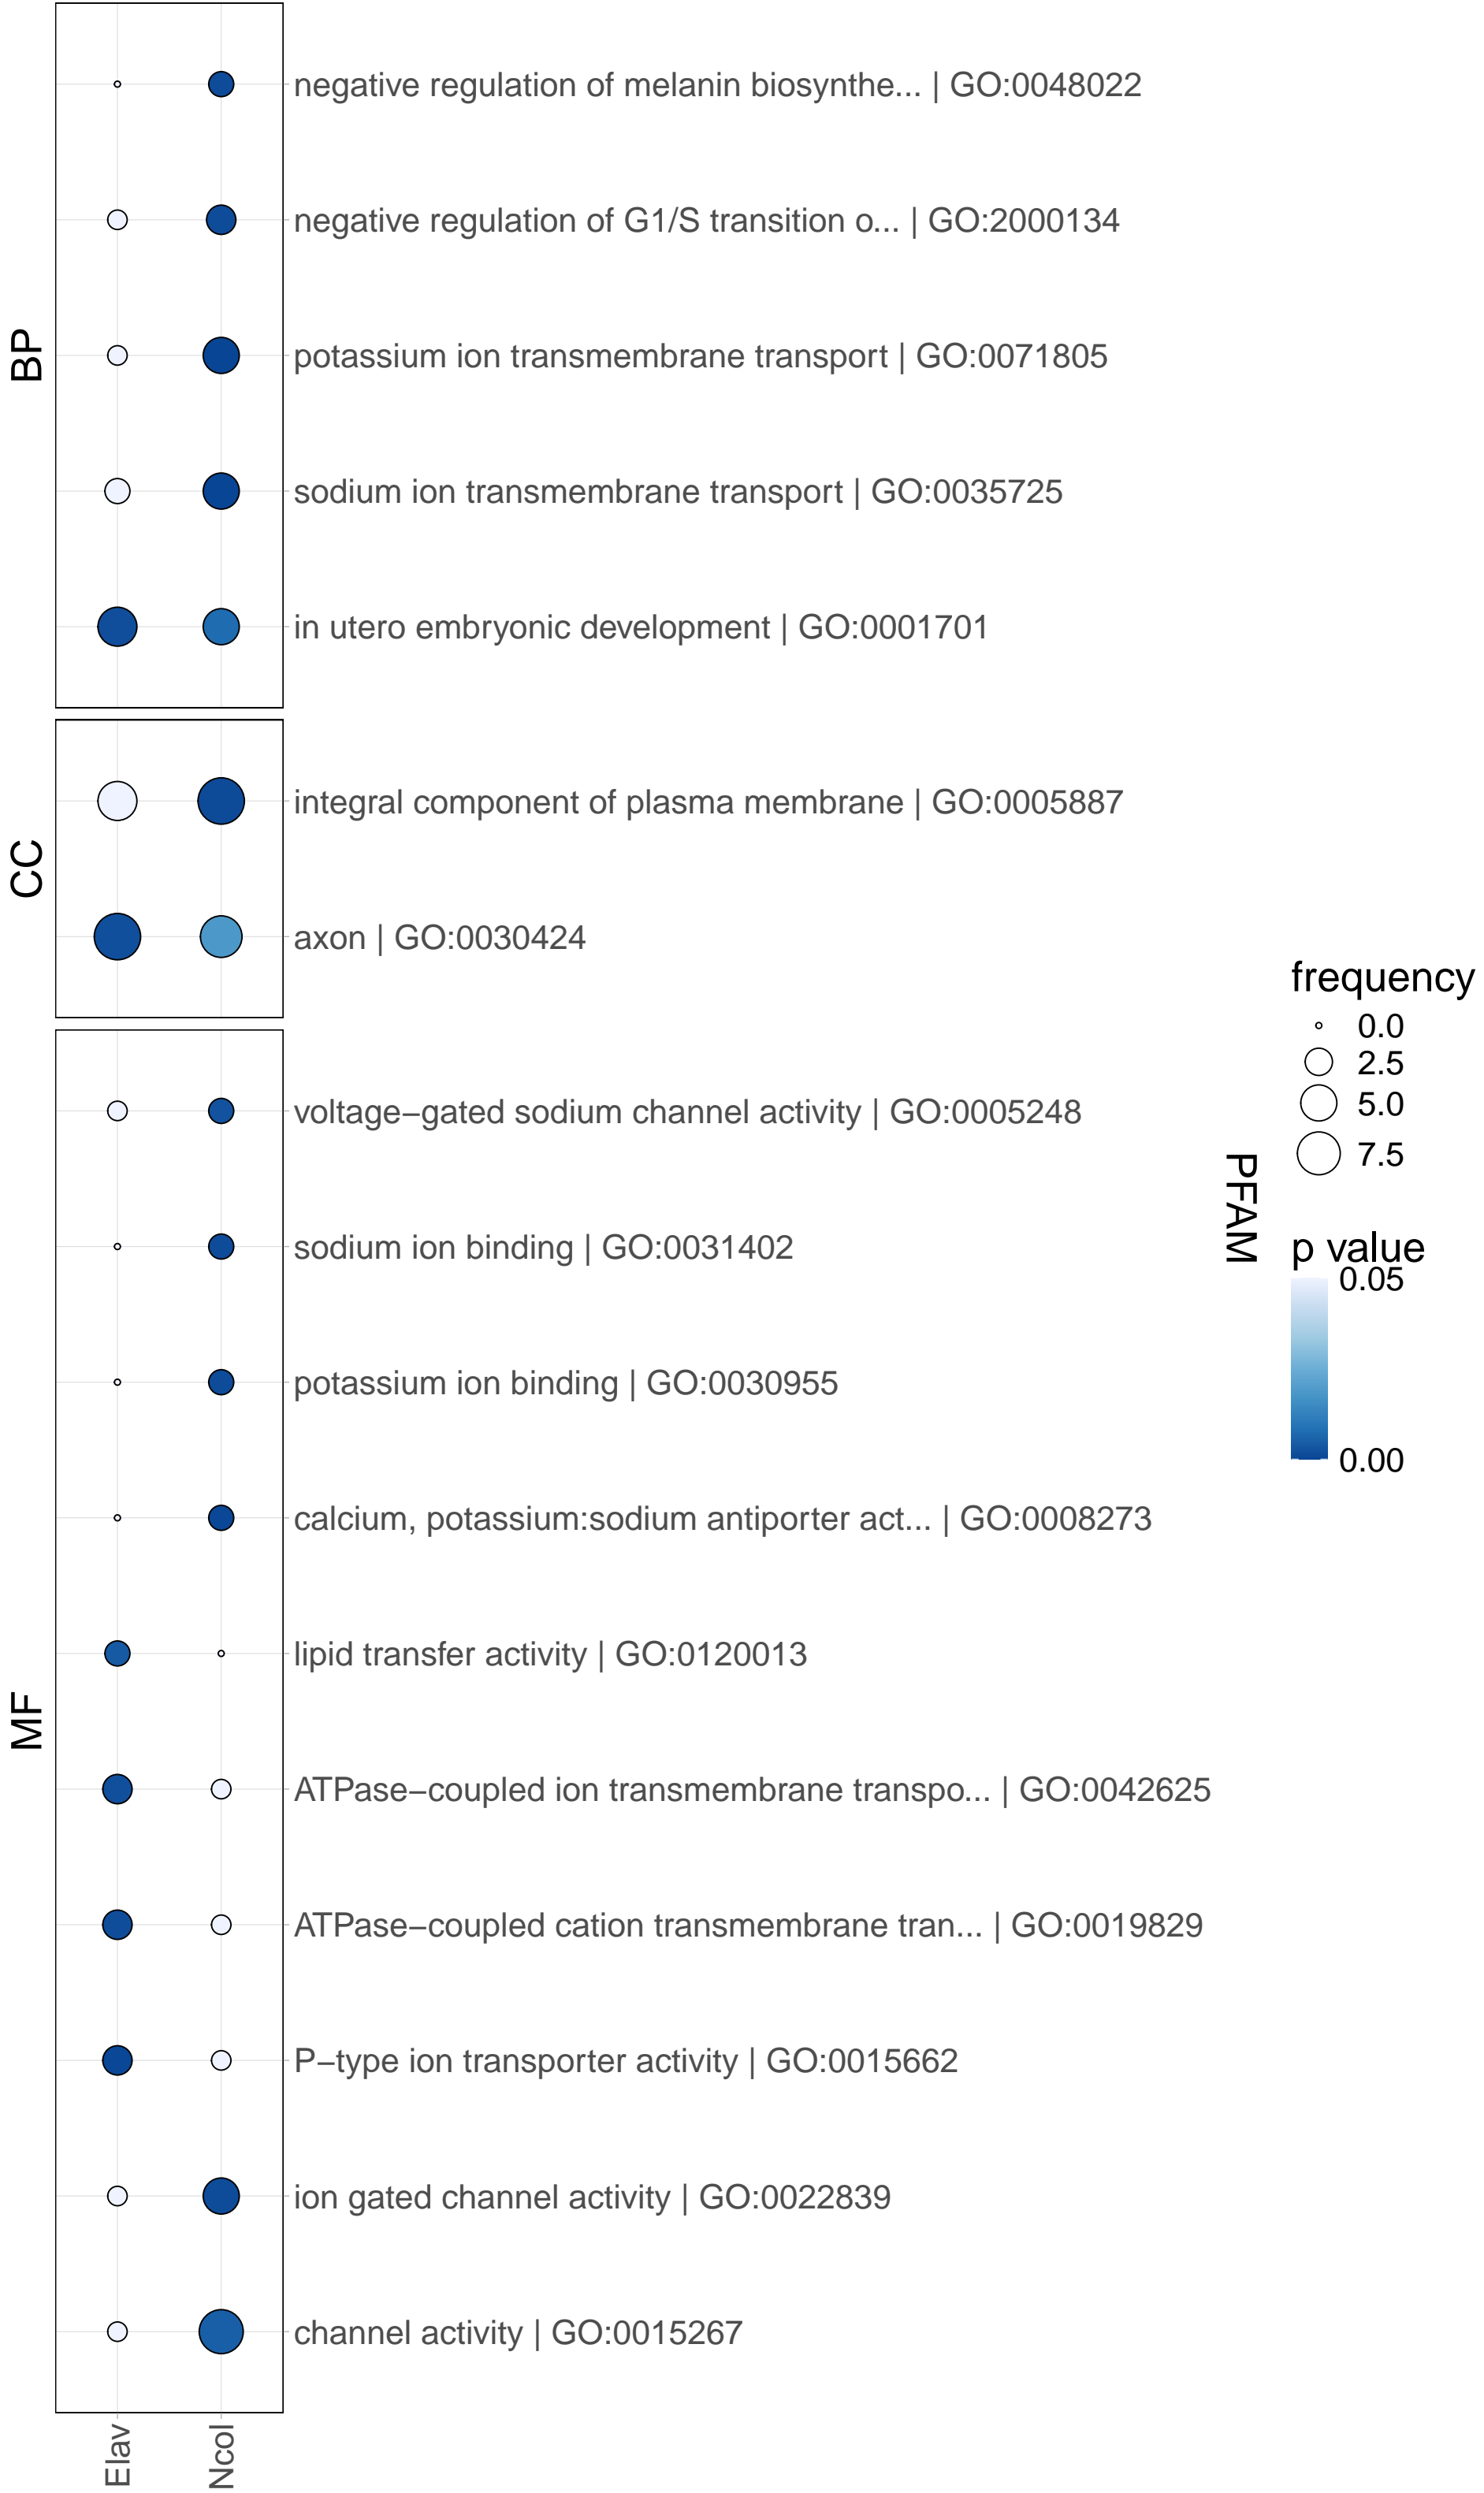 BP
negative regulation of melanin biosynthe... | GO:0048022
negative regulation of G1/S transition o... | GO:2000134
potassium ion transmembrane transport | GO:0071805
sodium ion transmembrane transport | GO:0035725
in utero embryonic development | GO:0001701
CC
integral component of plasma membrane | GO:0005887
axon | GO:0030424
MF
voltage−gated sodium channel activity | GO:0005248
sodium ion binding | GO:0031402
potassium ion binding | GO:0030955
calcium, potassium:sodium antiporter act... | GO:0008273
lipid transfer activity | GO:0120013
ATPase−coupled ion transmembrane transpo... | GO:0042625
ATPase−coupled cation transmembrane tran... | GO:0019829
P−type ion transporter activity | GO:0015662
ion gated channel activity | GO:0022839
channel activity | GO:0015267
Elav
Ncol
PFAM
frequency
0.0
2.5
5.0
7.5
p value
0.05
0.00